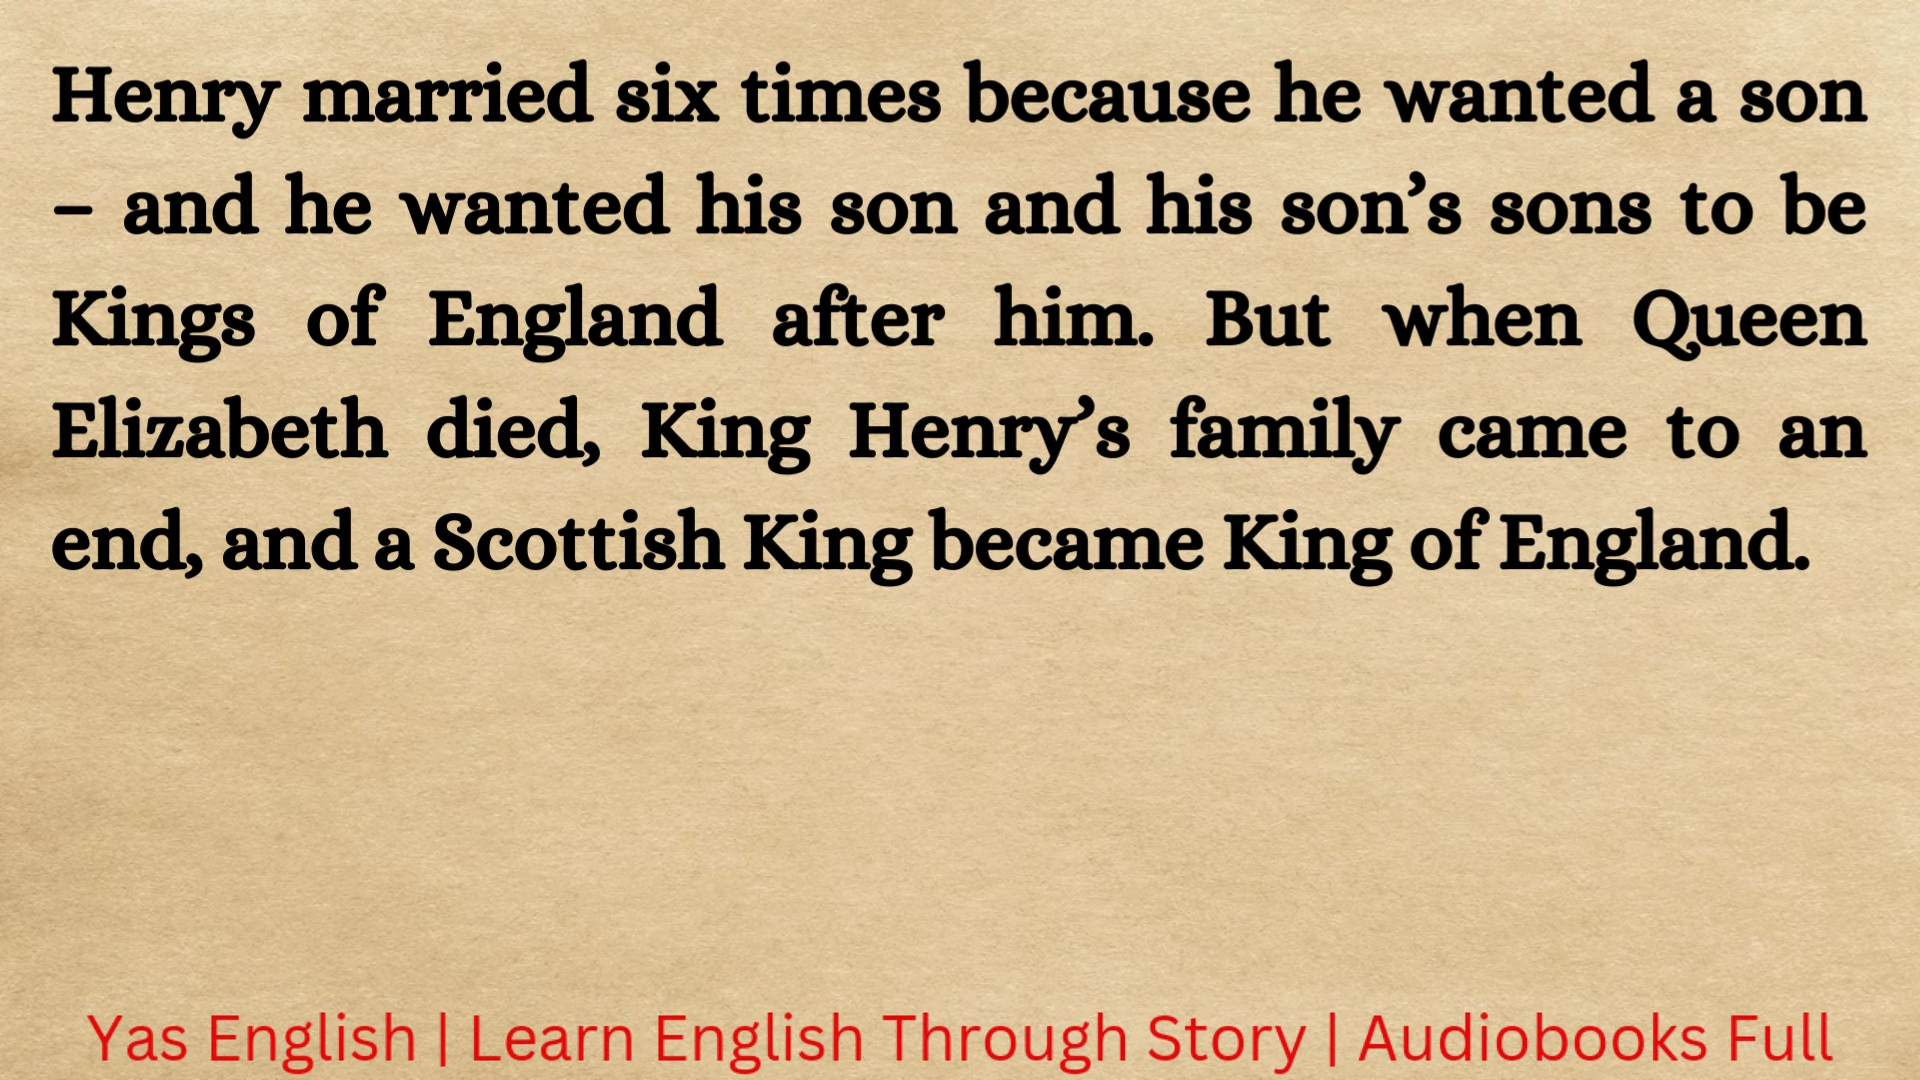 Henry married six times because he wanted a son
– and he wanted his son and his son’s sons to be
Kings of England after him. But when Queen
Elizabeth died, King Henry’s family came to an
end, and a Scottish King became King of England.
Yas English | Learn English Through Story | Audiobooks Full